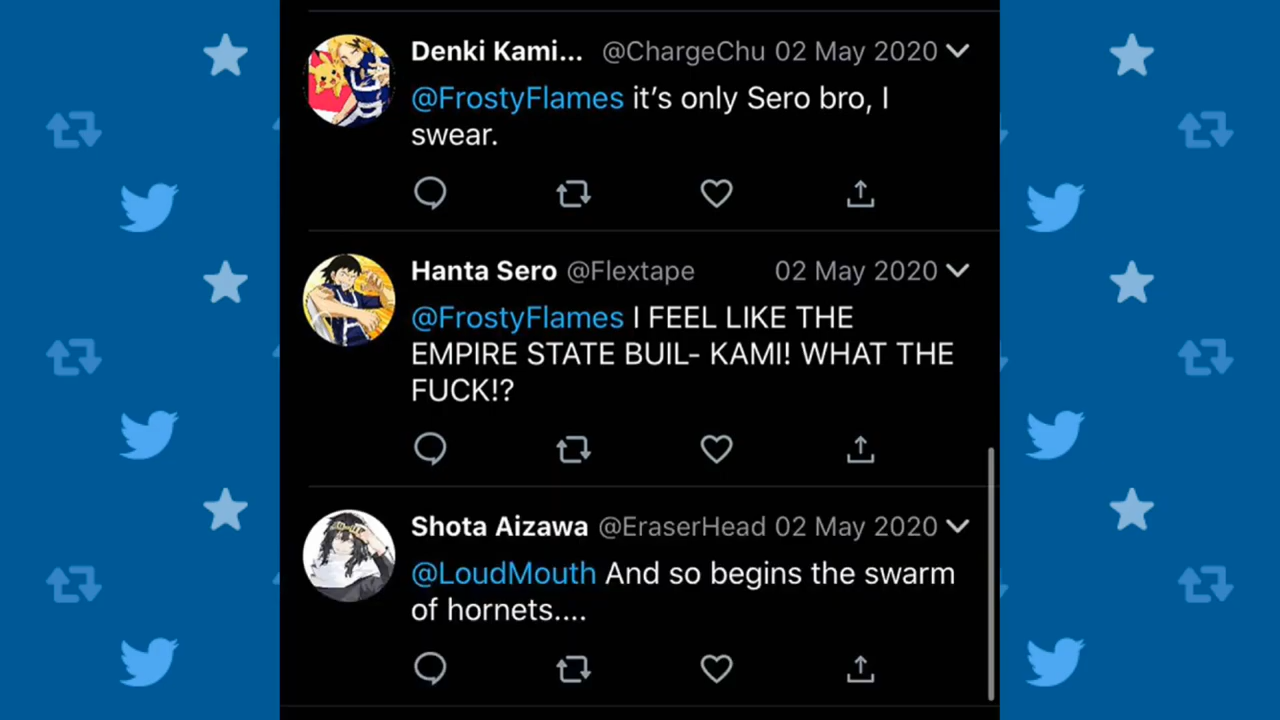 Denki Kami... @ChargeChu 02 May 2020
@FrostyFlames it’s only Sero bro, I
swear.
Hanta Sero @Flextape 02 May 2020
@FrostyFlames I FEEL LIKE THE
EMPIRE STATE BUIL- KAMI! WHAT THE
FUCK!?
Shota Aizawa @EraserHead 02 May 2020
@LoudMouth And so begins the swarm
of hornets....